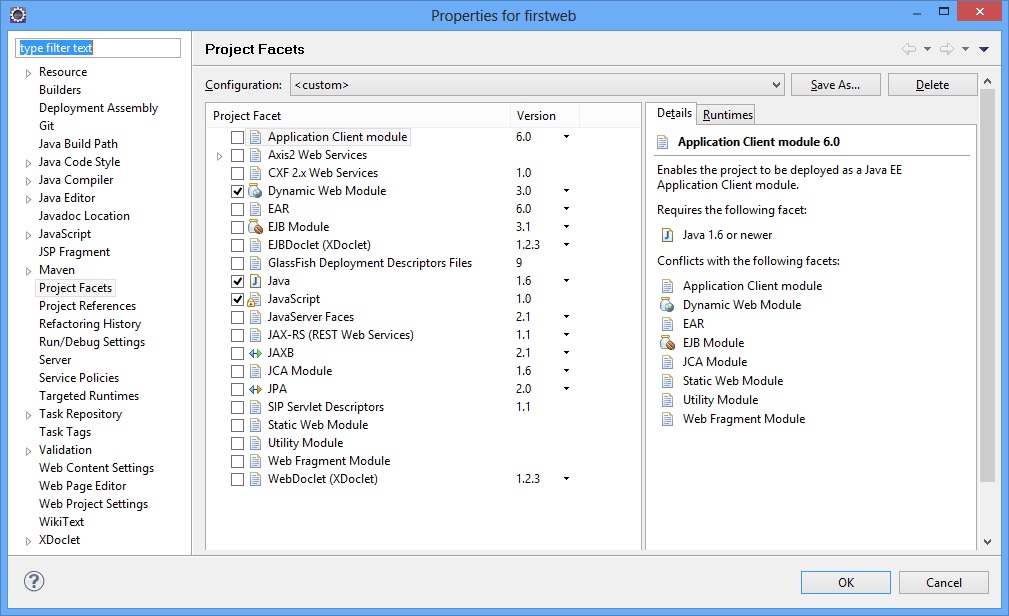 Properties for firstweb
type filter text
Resource
Builders
Deployment Assembly
Git
Java Build Path
Java Code Style
Java Compiler
Java Editor
Javadoc Location
JavaScript
JSP Fragment
Maven
Project Facets
Project References
Refactoring History
Run/Debug Settings
Server
Service Policies
Targeted Runtimes
Task Repository
Task Tags
Validation
Web Content Settings
Web Page Editor
Web Project Settings
WikiText
XDoclet
Project Facets
Configuration: <custom> Save As... Delete
Project Facet Version
Application Client module 6.0
Axis2 Web Services
CXF 2.x Web Services 1.0
Dynamic Web Module 3.0
EAR 6.0
EJB Module 3.1
EJBDoclet (XDoclet) 1.2.3
GlassFish Deployment Descriptors Files 9
Java 1.6
JavaScript 1.0
JavaServer Faces 2.1
JAX-RS (REST Web Services) 1.1
JAXB 2.1
JCA Module 1.6
JPA 2.0
SIP Servlet Descriptors 1.1
Static Web Module
Utility Module
Web Fragment Module
WebDoclet (XDoclet) 1.2.3
Details Runtimes
Application Client module 6.0
Enables the project to be deployed as a Java EE
Application Client module.
Requires the following facet:
Java 1.6 or newer
Conflicts with the following facets:
Application Client module
Dynamic Web Module
EAR
EJB Module
JCA Module
Static Web Module
Utility Module
Web Fragment Module
OK Cancel